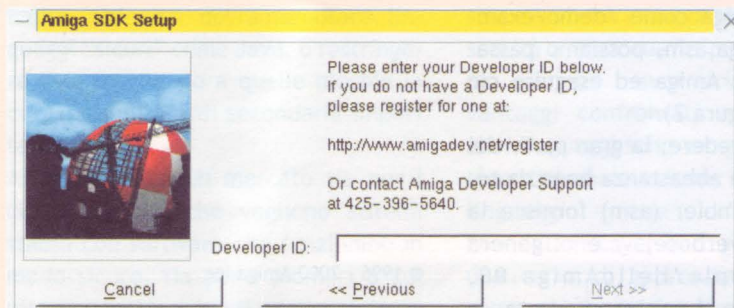 Amiga SDK Setup
Please enter your Developer ID below.
If you do not have a Developer ID,
please register for one at:
http://www.amigadev.net/register
Or contact Amiga Developer Support
at 425-396-5640.
Developer ID:
Cancel
<< Previous
Next >>